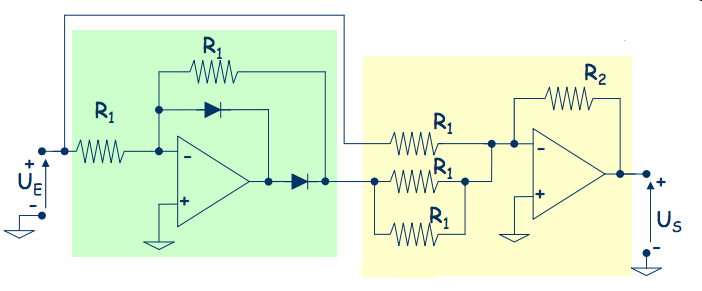 R1
R1
R2
R1
R1
R1
+
UE
-
-
+
-
+
+
US
-